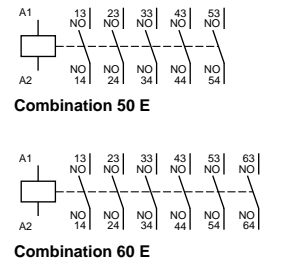 A1 13 23 33 43 53
NO NO NO NO NO
NO NO NO NO NO
A2 14 24 34 44 54
Combination 50 E
A1 13 23 33 43 53 63
NO NO NO NO NO NO
NO NO NO NO NO NO
A2 14 24 34 44 54 64
Combination 60 E